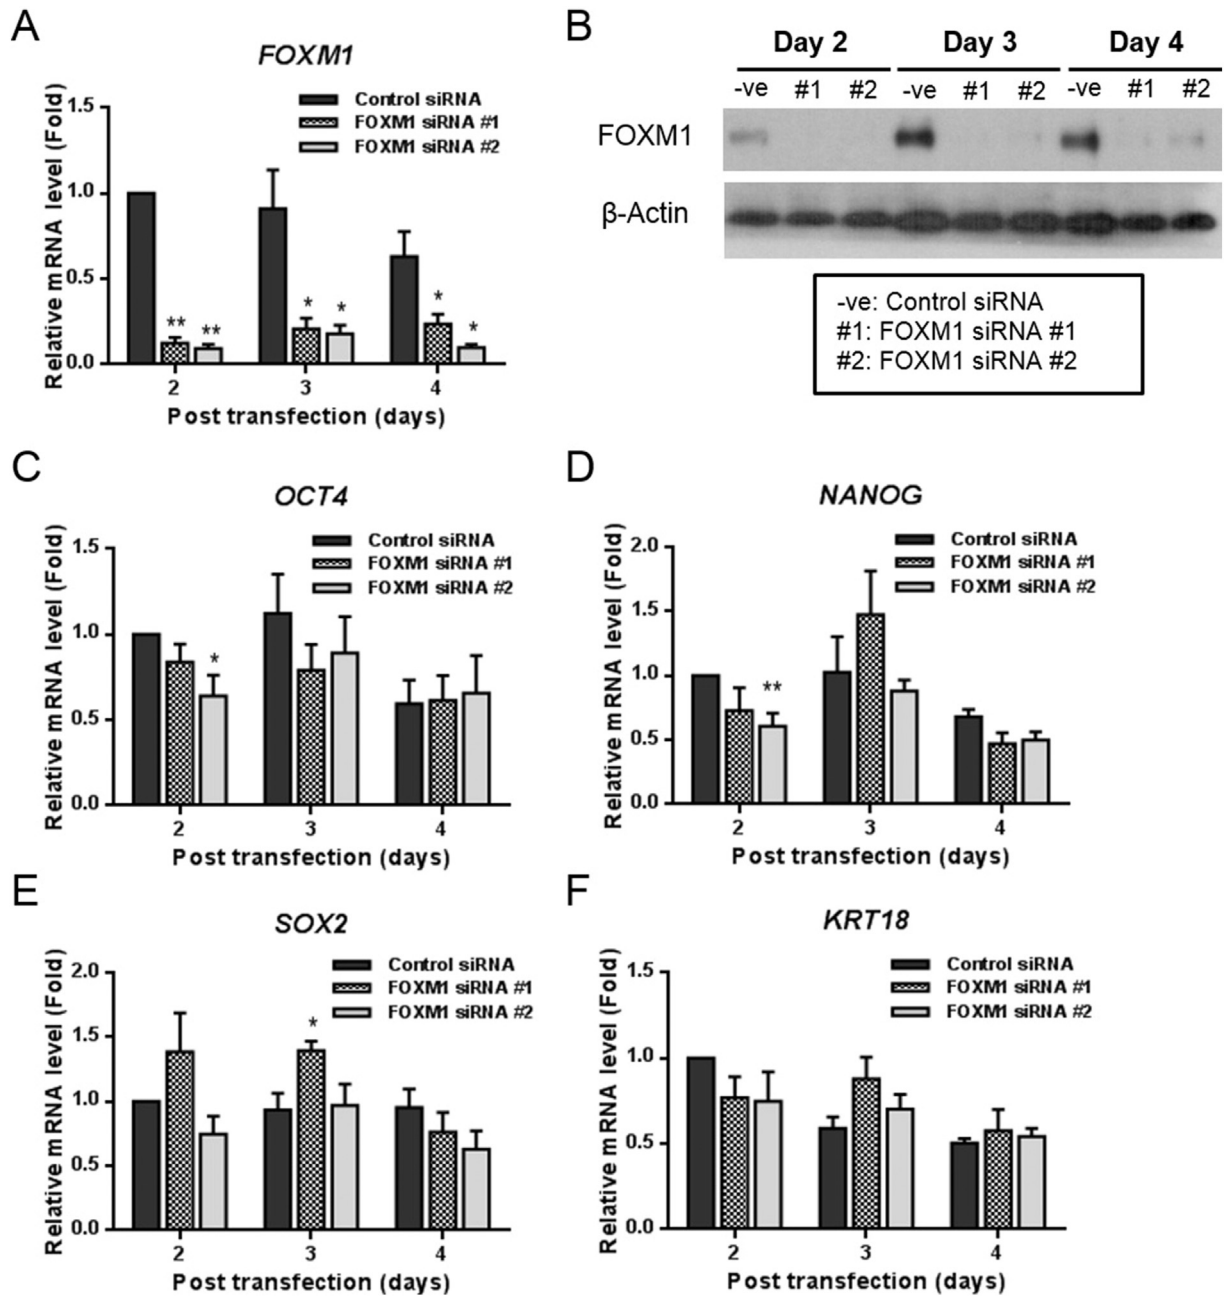 A
FOXM1
Control siRNA
FOXM1 siRNA #1
FOXM1 siRNA #2
Relative mRNA level (Fold)
1.5
1.0
0.5
0.0
** ** * * * *
2 3 4
Post transfection (days)
B
Day 2 Day 3 Day 4
-ve #1 #2 -ve #1 #2 -ve #1 #2
FOXM1
β-Actin
-ve: Control siRNA
#1: FOXM1 siRNA #1
#2: FOXM1 siRNA #2
C
OCT4
Control siRNA
FOXM1 siRNA #1
FOXM1 siRNA #2
Relative mRNA level (Fold)
1.5
1.0
0.5
0.0
*
2 3 4
Post transfection (days)
D
NANOG
Control siRNA
FOXM1 siRNA #1
FOXM1 siRNA #2
Relative mRNA level (Fold)
2.0
1.5
1.0
0.5
0.0
**
2 3 4
Post transfection (days)
E
SOX2
Control siRNA
FOXM1 siRNA #1
FOXM1 siRNA #2
Relative mRNA level (Fold)
2.0
1.5
1.0
0.5
0.0
*
2 3 4
Post transfection (days)
F
KRT18
Control siRNA
FOXM1 siRNA #1
FOXM1 siRNA #2
Relative mRNA level (Fold)
1.5
1.0
0.5
0.0
2 3 4
Post transfection (days)